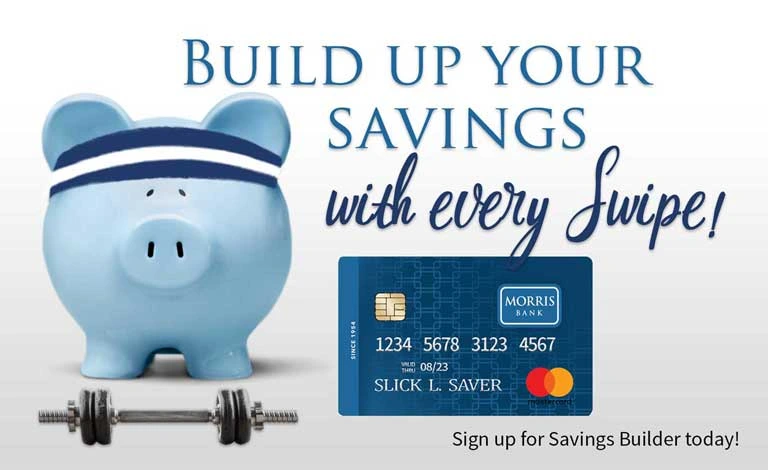 BUILD UP YOUR
SAVINGS
with every Swipe!
SINCE 1954
MORRIS
BANK
1234 5678 3123 4567
VALID
THRU 08/23
SLICK L. SAVER
mastercard
Sign up for Savings Builder today!